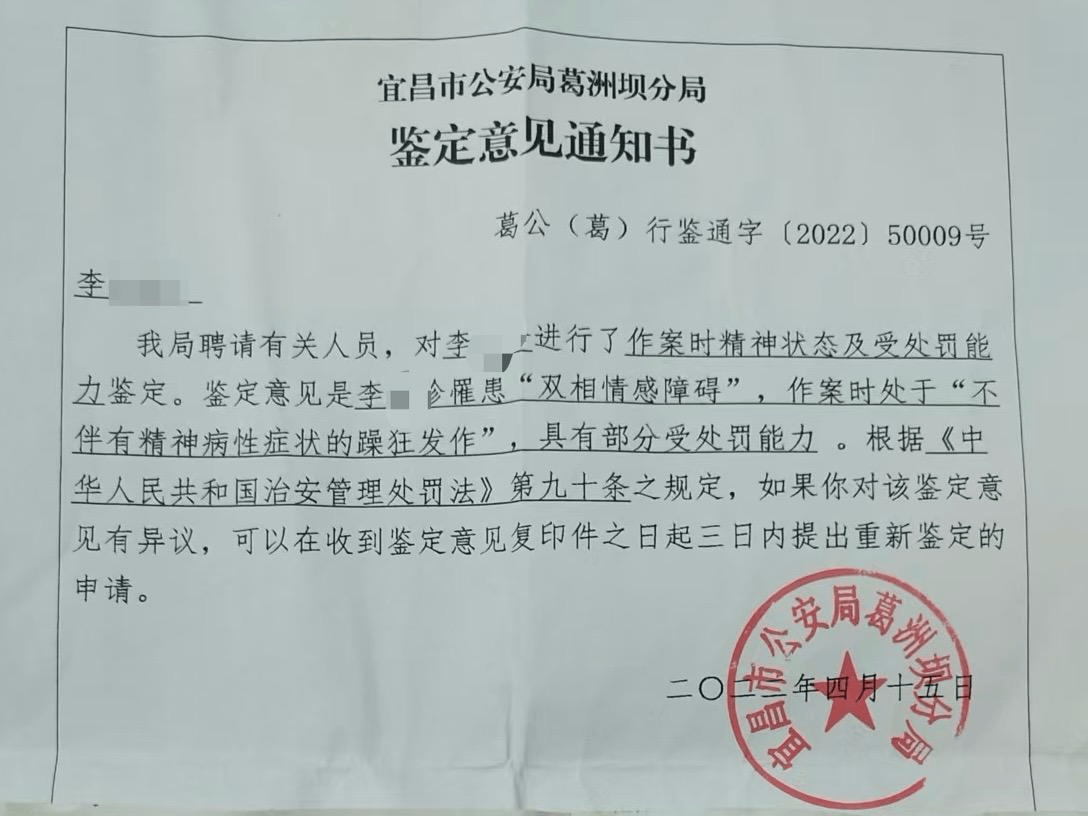 宜昌市公安局葛洲坝分局
鉴定意见通知书
葛公（葛）行鉴通字〔2022〕50009号
李
我局聘请有关人员，对李进行了作案时精神状态及受处罚能
力鉴定。鉴定意见是李诊罹患“双相情感障碍”，作案时处于“不
伴有精神病性症状的躁狂发作”，具有部分受处罚能力。根据《中
华人民共和国治安管理处罚法》第九十条之规定，如果你对该鉴定意
见有异议，可以在收到鉴定意见复印件之日起三日内提出重新鉴定的
申请。
宜昌市公安局葛洲坝分局
二〇二二年四月十五日